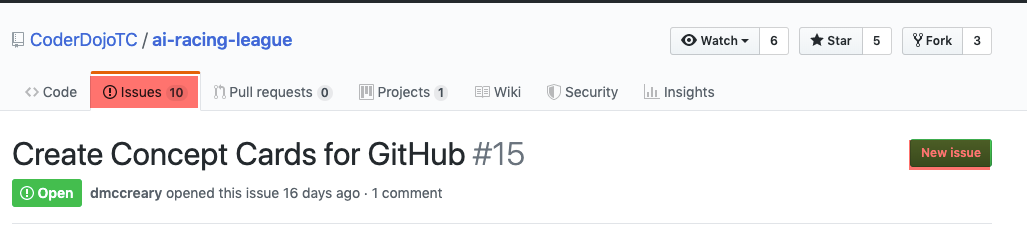 CoderDojoTC / ai-racing-league
Watch 6 Star 5 Fork 3
Code Issues 10 Pull requests 0 Projects 1 Wiki Security Insights
Create Concept Cards for GitHub #15
New issue
Open dmccreary opened this issue 16 days ago · 1 comment